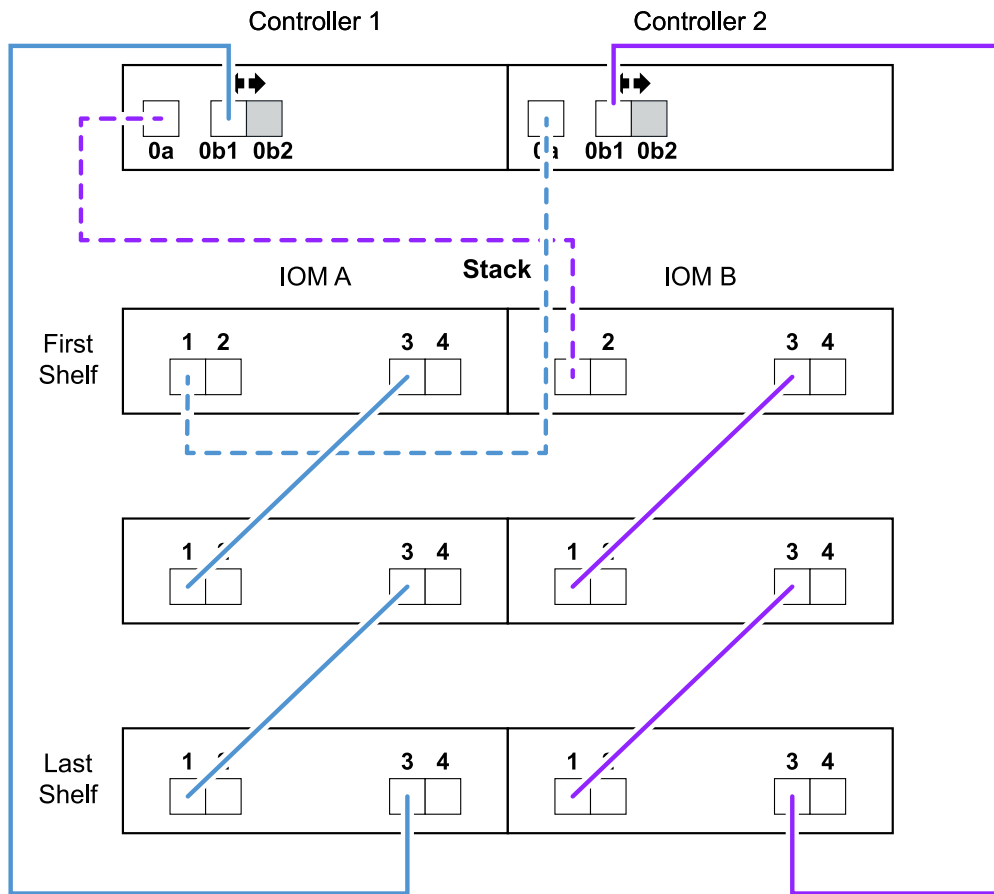 Controller 1 Controller 2
0a 0b1 0b2 0a 0b1 0b2
Stack
IOM A IOM B
First
Shelf
1 2 3 4 2 3 4
1 3 4 1 3 4
Last
Shelf
1 3 4 1 3 4